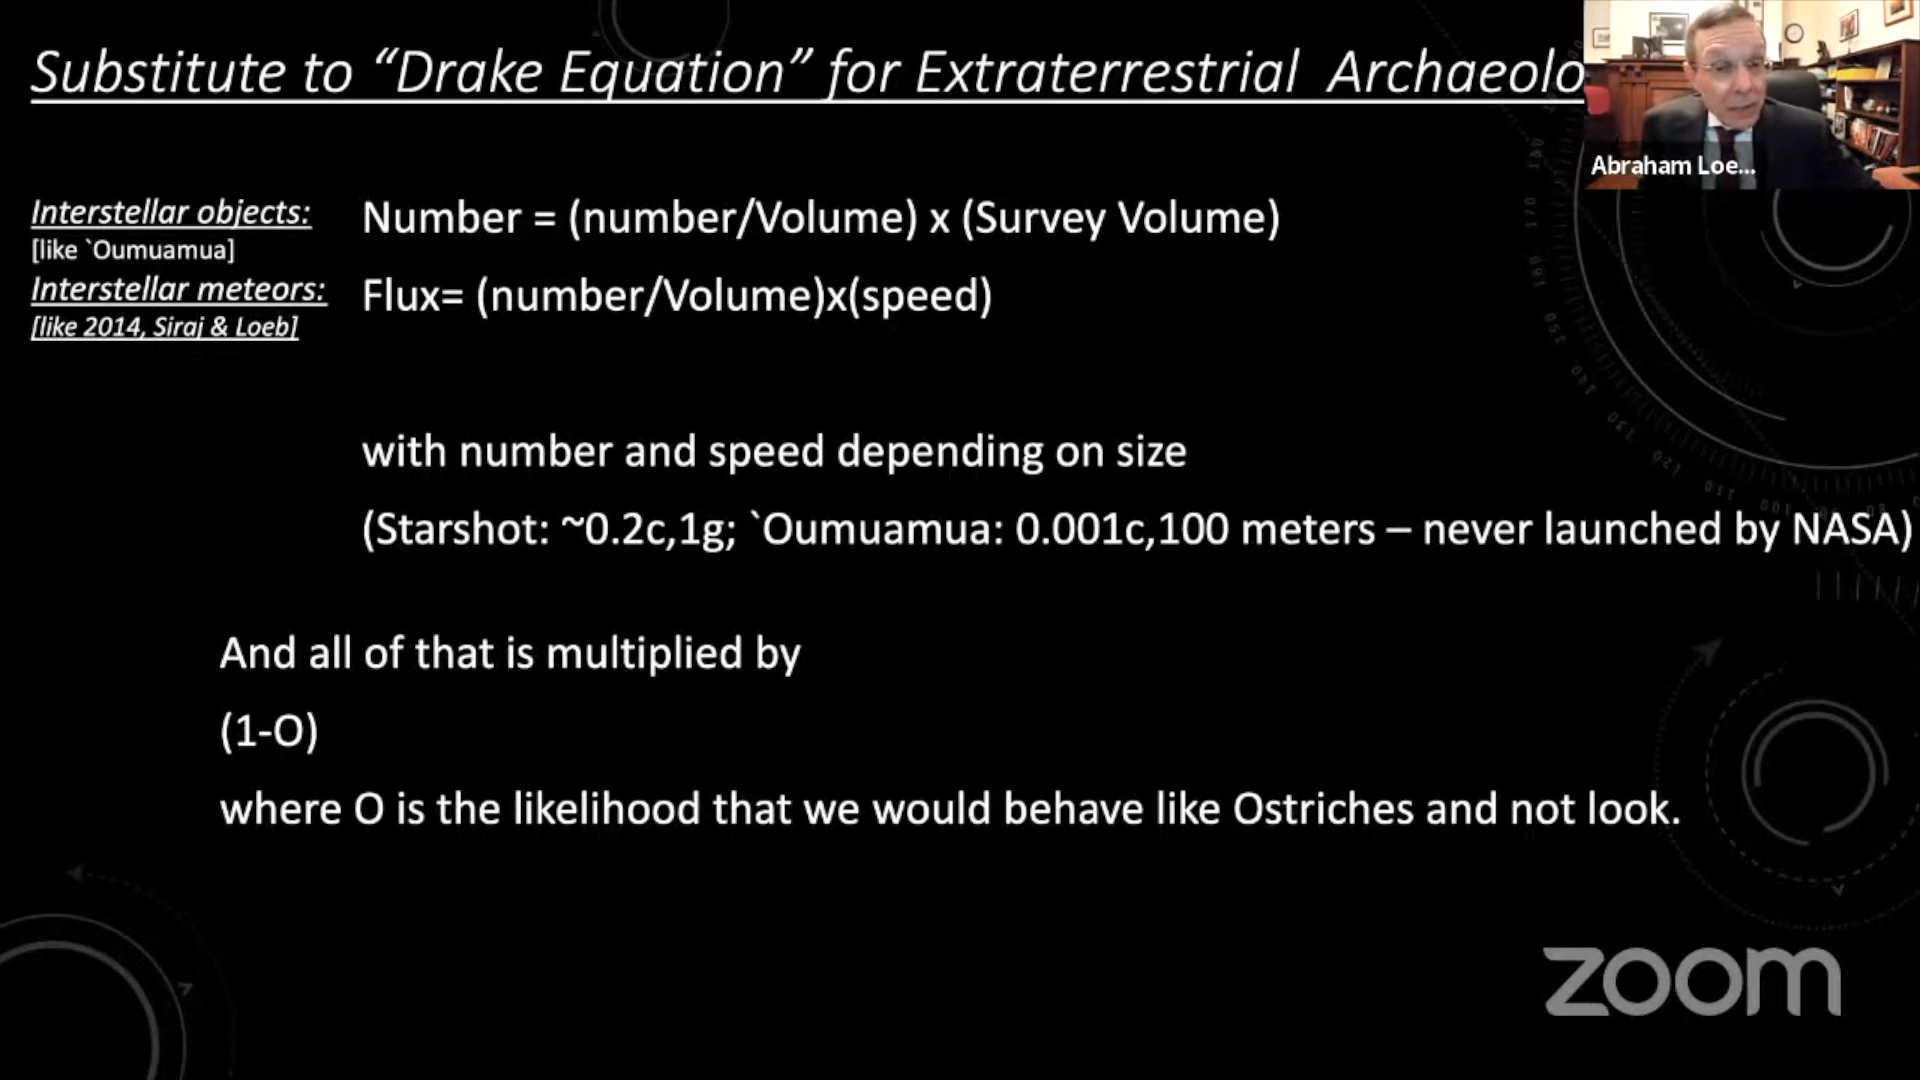 Substitute to “Drake Equation” for Extraterrestrial Archaeolo
Abraham Loe...
Interstellar objects:
[like `Oumuamua]
Number = (number/Volume) x (Survey Volume)
Interstellar meteors:
[like 2014, Siraj & Loeb]
Flux= (number/Volume)x(speed)
with number and speed depending on size
(Starshot: ~0.2c,1g; `Oumuamua: 0.001c,100 meters – never launched by NASA)
And all of that is multiplied by
(1-O)
where O is the likelihood that we would behave like Ostriches and not look.
zoom